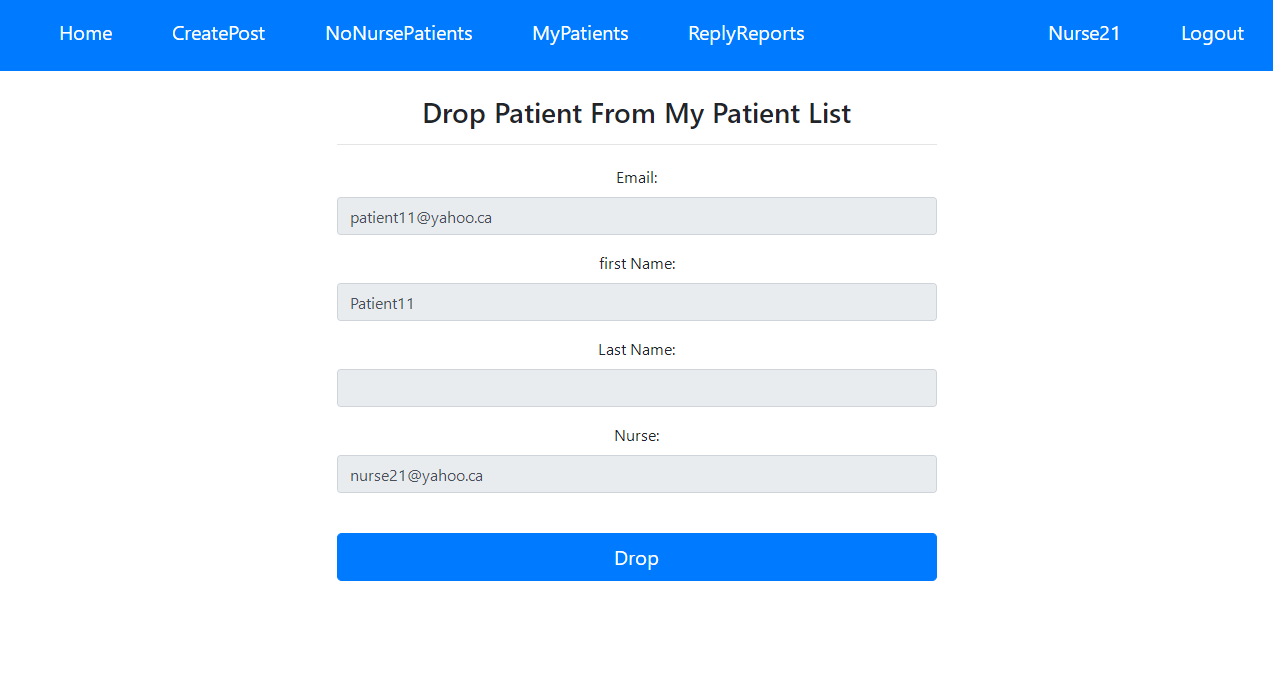 Home CreatePost NoNursePatients MyPatients ReplyReports Nurse21 Logout
Drop Patient From My Patient List
Email:
patient11@yahoo.ca
first Name:
Patient11
Last Name:
Nurse:
nurse21@yahoo.ca
Drop